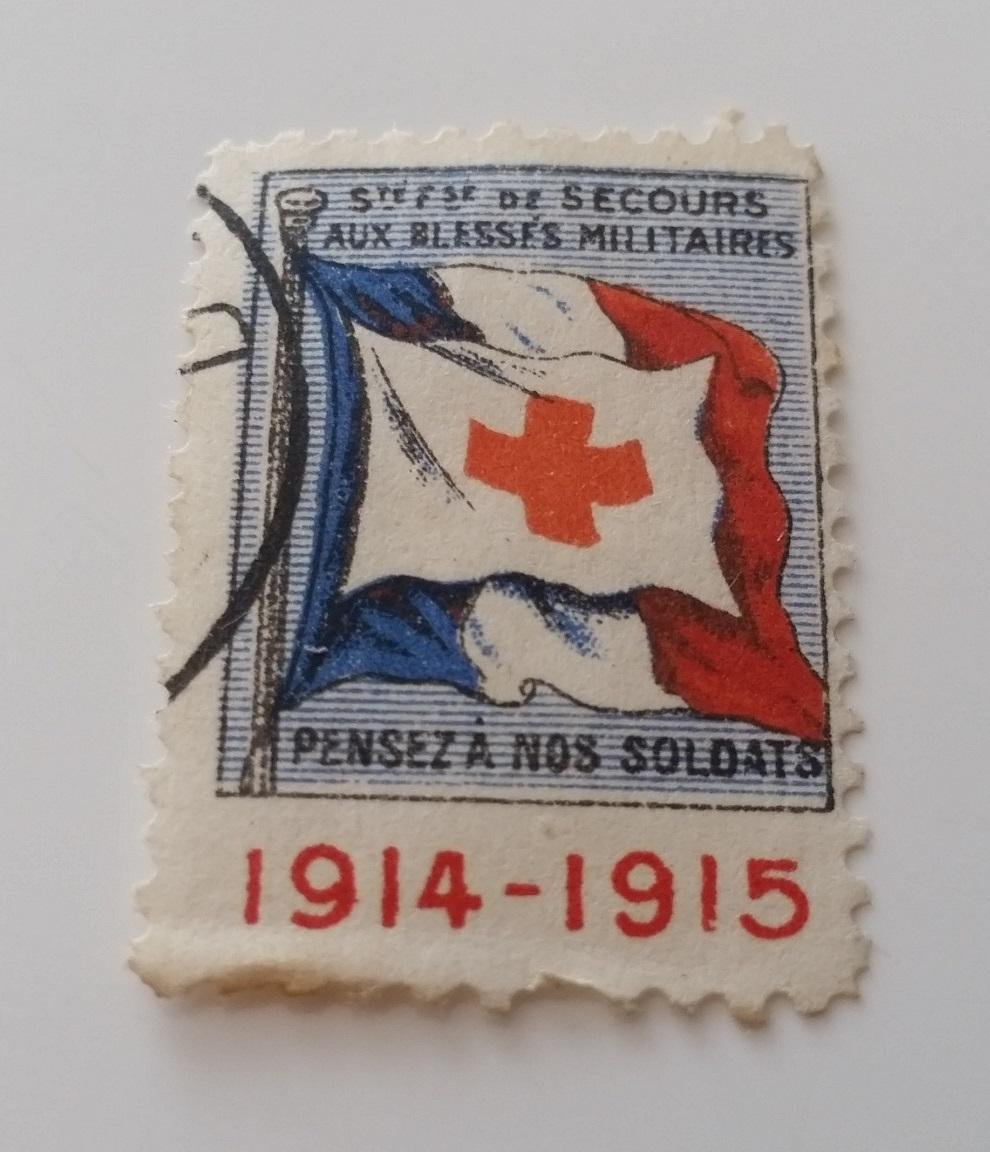 STÉ FSE DE SECOURS
AUX BLESSÉS MILITAIRES
PENSEZ À NOS SOLDATS
1914-1915